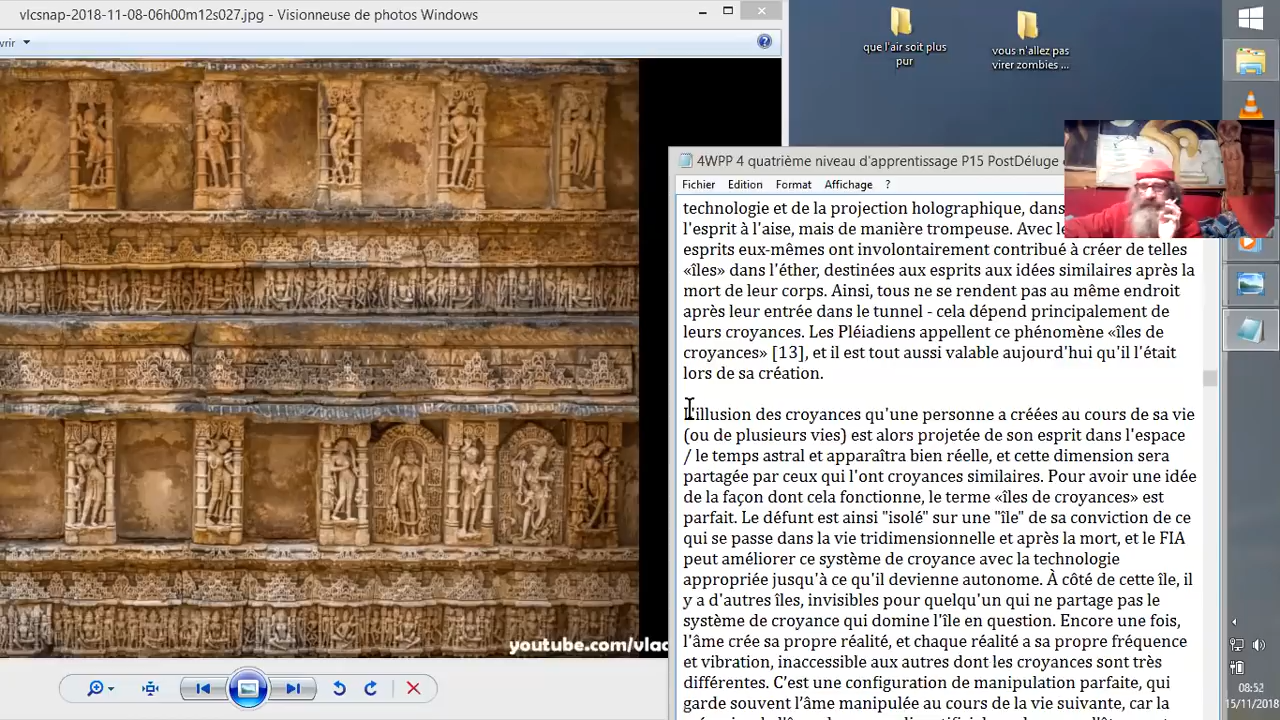 vlcsnap-2018-11-08-06h00m12s027.jpg - Visionneuse de photos Windows
vrir
que l'air soit plus
pur
vous n'allez pas
virer zombies ...
4WPP 4 quatrième niveau d'apprentissage P15 PostDéluge
Fichier Edition Format Affichage ?
technologie et de la projection holographique, dans
l'esprit à l'aise, mais de manière trompeuse. Avec le
esprits eux-mêmes ont involontairement contribué à créer de telles
«îles» dans l'éther, destinées aux esprits aux idées similaires après la
mort de leur corps. Ainsi, tous ne se rendent pas au même endroit
après leur entrée dans le tunnel - cela dépend principalement de
leurs croyances. Les Pléiadiens appellent ce phénomène «îles de
croyances» [13], et il est tout aussi valable aujourd'hui qu'il l'était
lors de sa création.
L'illusion des croyances qu'une personne a créées au cours de sa vie
(ou de plusieurs vies) est alors projetée de son esprit dans l'espace
/ le temps astral et apparaîtra bien réelle, et cette dimension sera
partagée par ceux qui l'ont croyances similaires. Pour avoir une idée
de la façon dont cela fonctionne, le terme «îles de croyances» est
parfait. Le défunt est ainsi "isolé" sur une "île" de sa conviction de ce
qui se passe dans la vie tridimensionnelle et après la mort, et le FIA
peut améliorer ce système de croyance avec la technologie
appropriée jusqu'à ce qu'il devienne autonome. À côté de cette île, il
y a d'autres îles, invisibles pour quelqu'un qui ne partage pas le
système de croyance qui domine l'île en question. Encore une fois,
l'âme crée sa propre réalité, et chaque réalité a sa propre fréquence
et vibration, inaccessible aux autres dont les croyances sont très
différentes. C'est une configuration de manipulation parfaite, qui
garde souvent l'âme manipulée au cours de la vie suivante, car la
youtube.com/vlad
08:52
15/11/2018